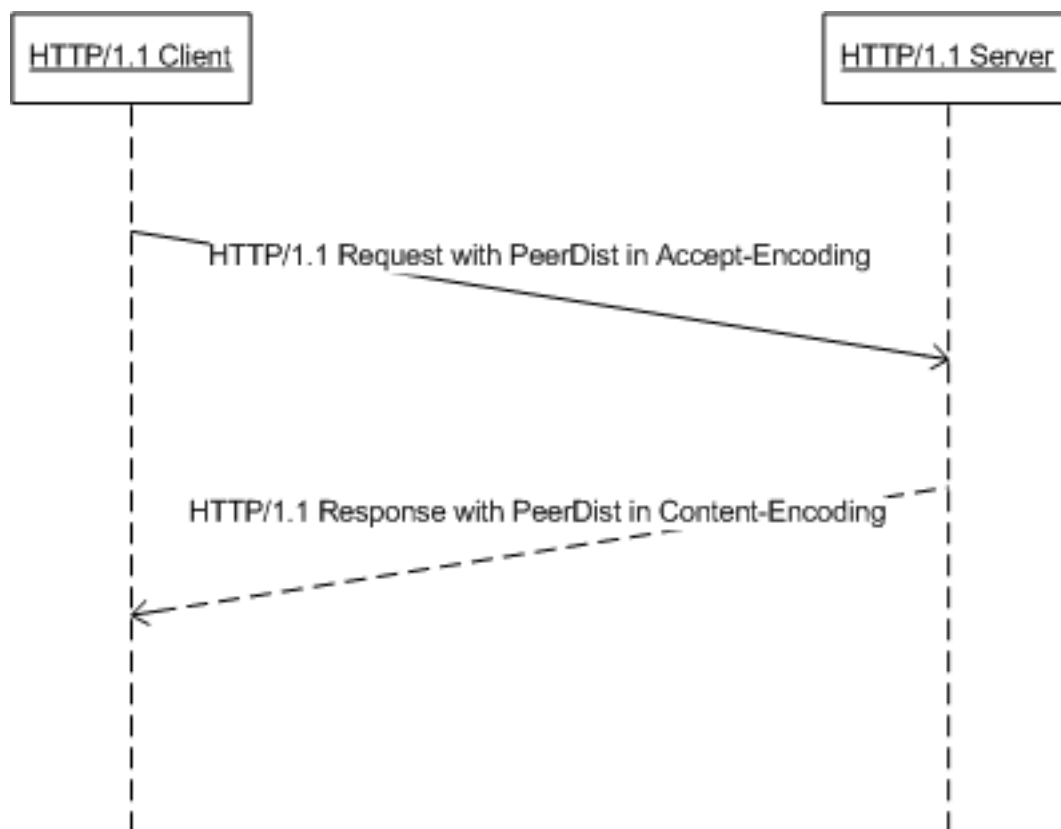 HTTP/1.1 Client
HTTP/1.1 Server
HTTP/1.1 Request with PeerDist in Accept-Encoding
HTTP/1.1 Response with PeerDist in Content-Encoding